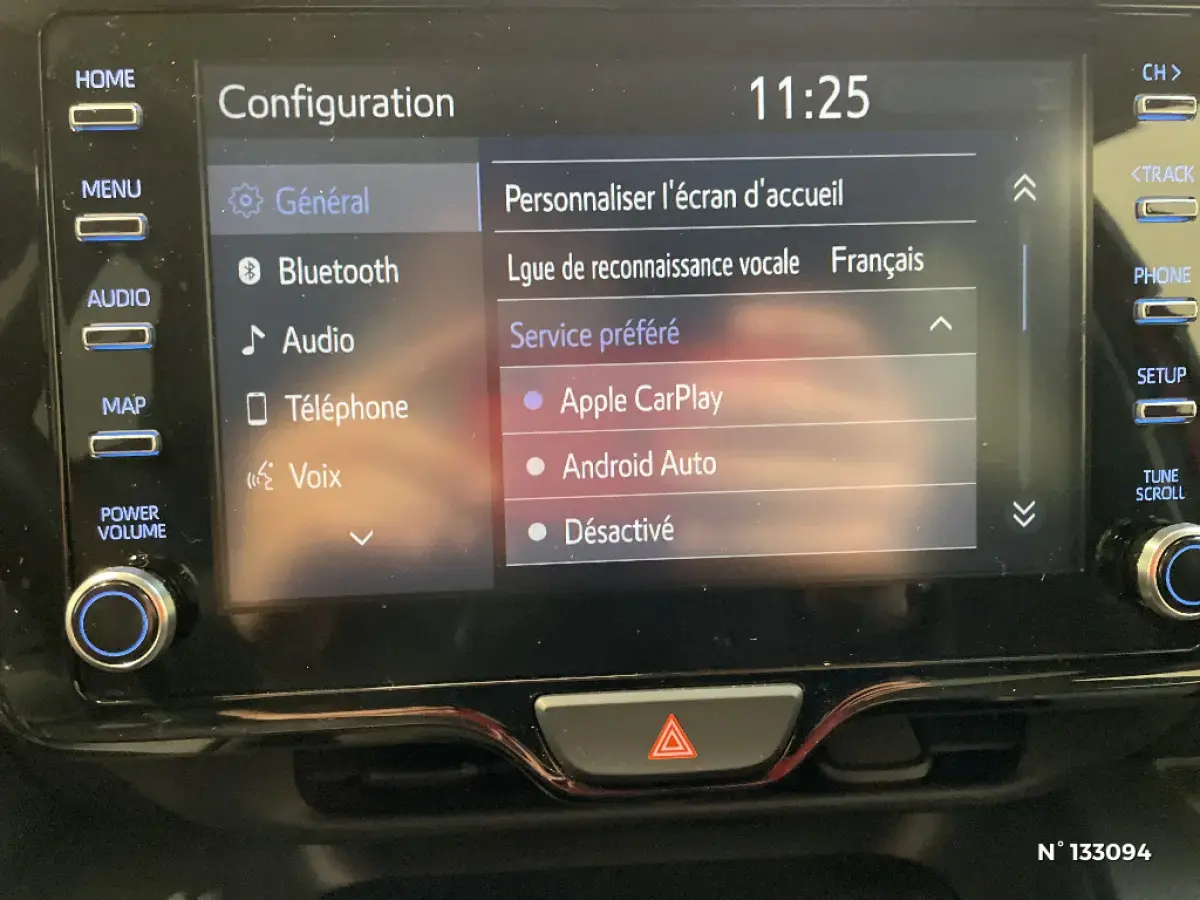 HOME
MENU
AUDIO
MAP
POWER
VOLUME
Configuration
11:25
Général
Bluetooth
Audio
Téléphone
Voix
Personnaliser l'écran d'accueil
Lgue de reconnaissance vocale Français
Service préféré
Apple CarPlay
Android Auto
Désactivé
CH >
<TRACK
PHONE
SETUP
TUNE
SCROLL
N° 133094